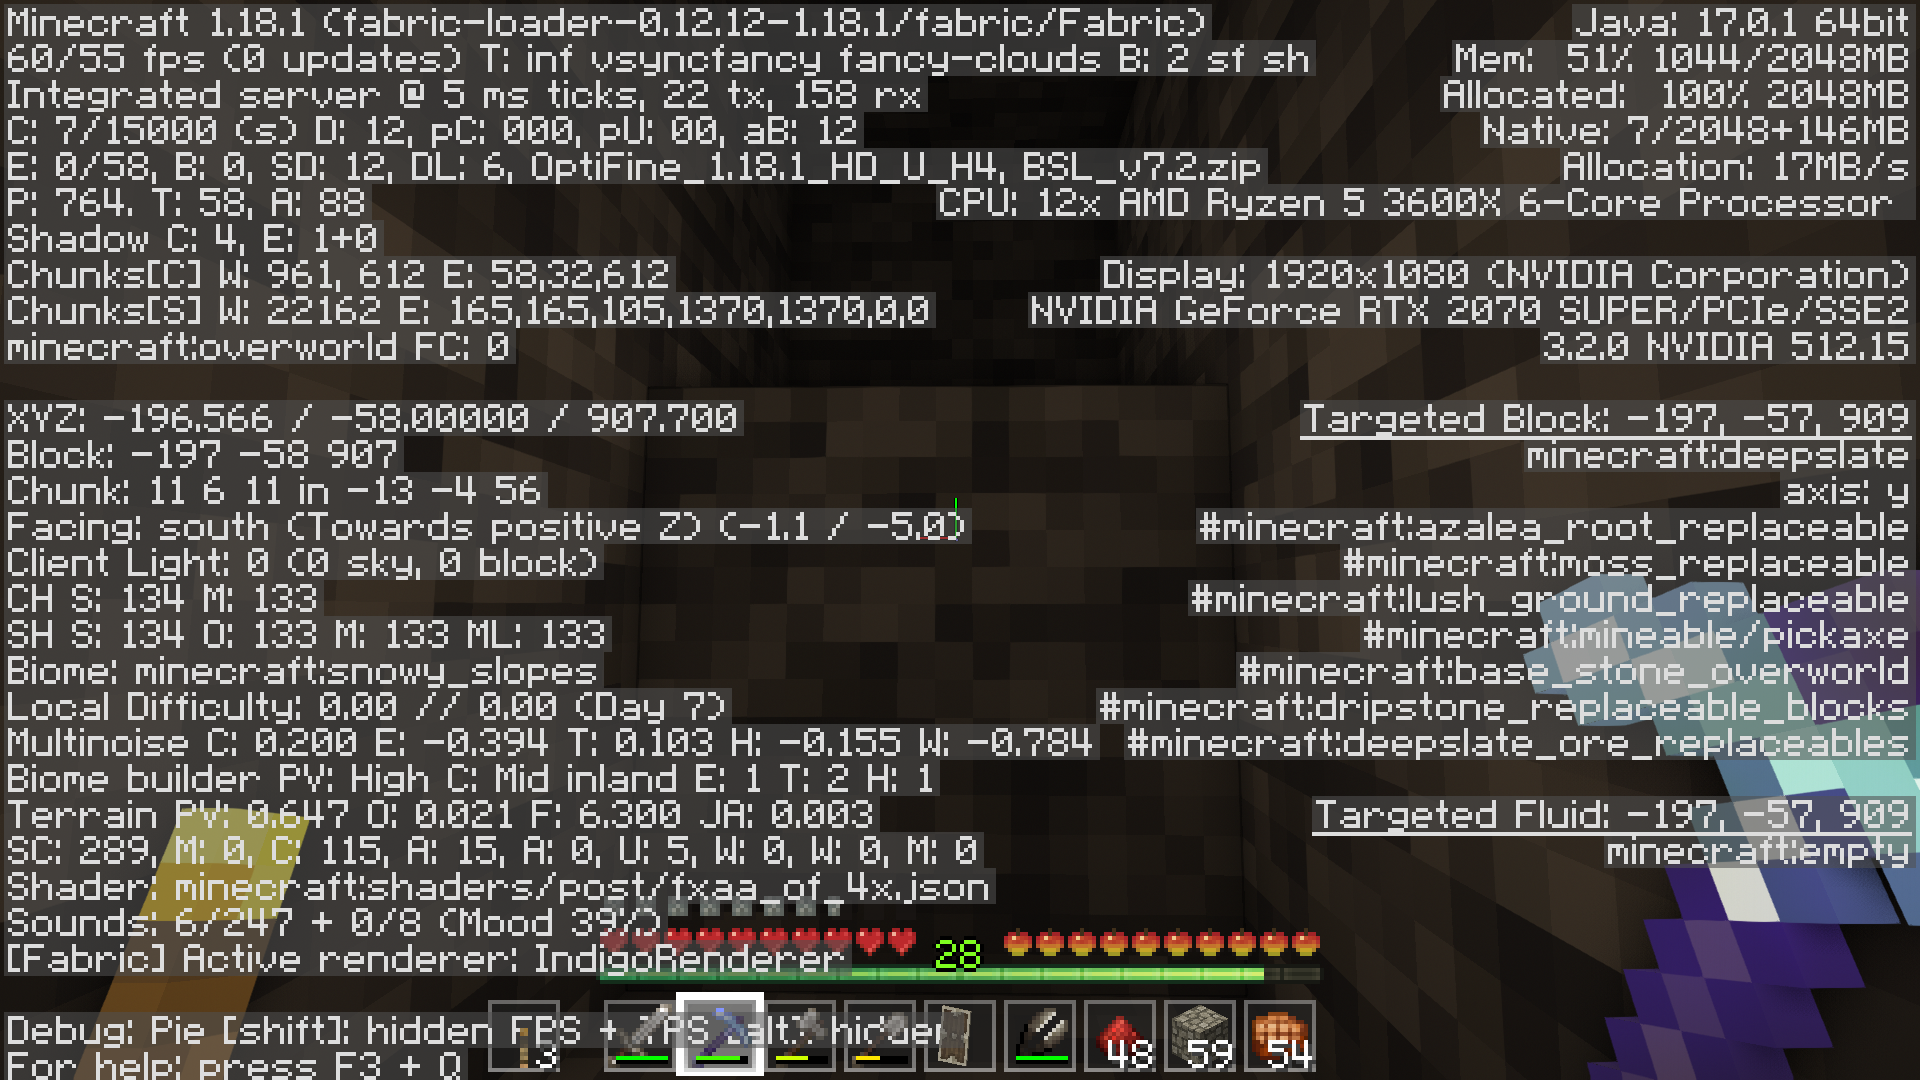 Minecraft 1.18.1 (fabric-loader-0.12.12-1.18.1/fabric/Fabric)
60/55 fps (0 updates) T: inf vsyncfancy fancy-clouds B: 2 sf sh
Integrated server @ 5 ms ticks, 22 tx, 158 rx
C: 7/15000 (s) D: 12, pC: 000, pU: 00, aB: 12
E: 0/58, B: 0, SD: 12, DL: 6, OptiFine_1.18.1_HD_U_H4, BSL_v7.2.zip
P: 764. T: 58, A: 88
Shadow C: 4, E: 1+0
Chunks[C] W: 961, 612 E: 58,32,612
Chunks[S] W: 22162 E: 165,165,105,1370,1370,0,0
minecraft:overworld FC: 0
XYZ: -196.566 / -58.00000 / 907.700
Block: -197 -58 907
Chunk: 11 6 11 in -13 -4 56
Facing: south (Towards positive Z) (-1.1 / -5.0)
Client Light: 0 (0 sky, 0 block)
CH S: 134 M: 133
SH S: 134 O: 133 M: 133 ML: 133
Biome: minecraft:snowy_slopes
Local Difficulty: 0.00 // 0.00 (Day 7)
Multinoise C: 0.200 E: -0.394 T: 0.103 H: -0.155 W: -0.784
Biome builder PV: High C: Mid inland E: 1 T: 2 H: 1
Terrain PV: 0.647 O: 0.021 F: 6.300 JA: 0.003
SC: 289, M: 0, C: 115, A: 15, A: 0, U: 5, W: 0, W: 0, M: 0
Shader: minecraft:shaders/post/fxaa_of_4x.json
Sounds: 6/247 + 0/8 (Mood 39%)
[Fabric] Active renderer: IndigoRenderer
Debug: Pie [shift]: hidden FPS + TPS [alt]: hidden
For help: press F3 + Q
Java: 17.0.1 64bit
Mem: 51% 1044/2048MB
Allocated: 100% 2048MB
Native: 7/2048+146MB
Allocation: 17MB/s
CPU: 12x AMD Ryzen 5 3600X 6-Core Processor
Display: 1920x1080 (NVIDIA Corporation)
NVIDIA GeForce RTX 2070 SUPER/PCIe/SSE2
3.2.0 NVIDIA 512.15
Targeted Block: -197, -57, 909
minecraft:deepslate
axis: y
#minecraft:azalea_root_replaceable
#minecraft:moss_replaceable
#minecraft:lush_ground_replaceable
#minecraft:mineable/pickaxe
#minecraft:base_stone_overworld
#minecraft:dripstone_replaceable_blocks
#minecraft:deepslate_ore_replaceables
Targeted Fluid: -197, -57, 909
minecraft:empty
28
3
48
59
54